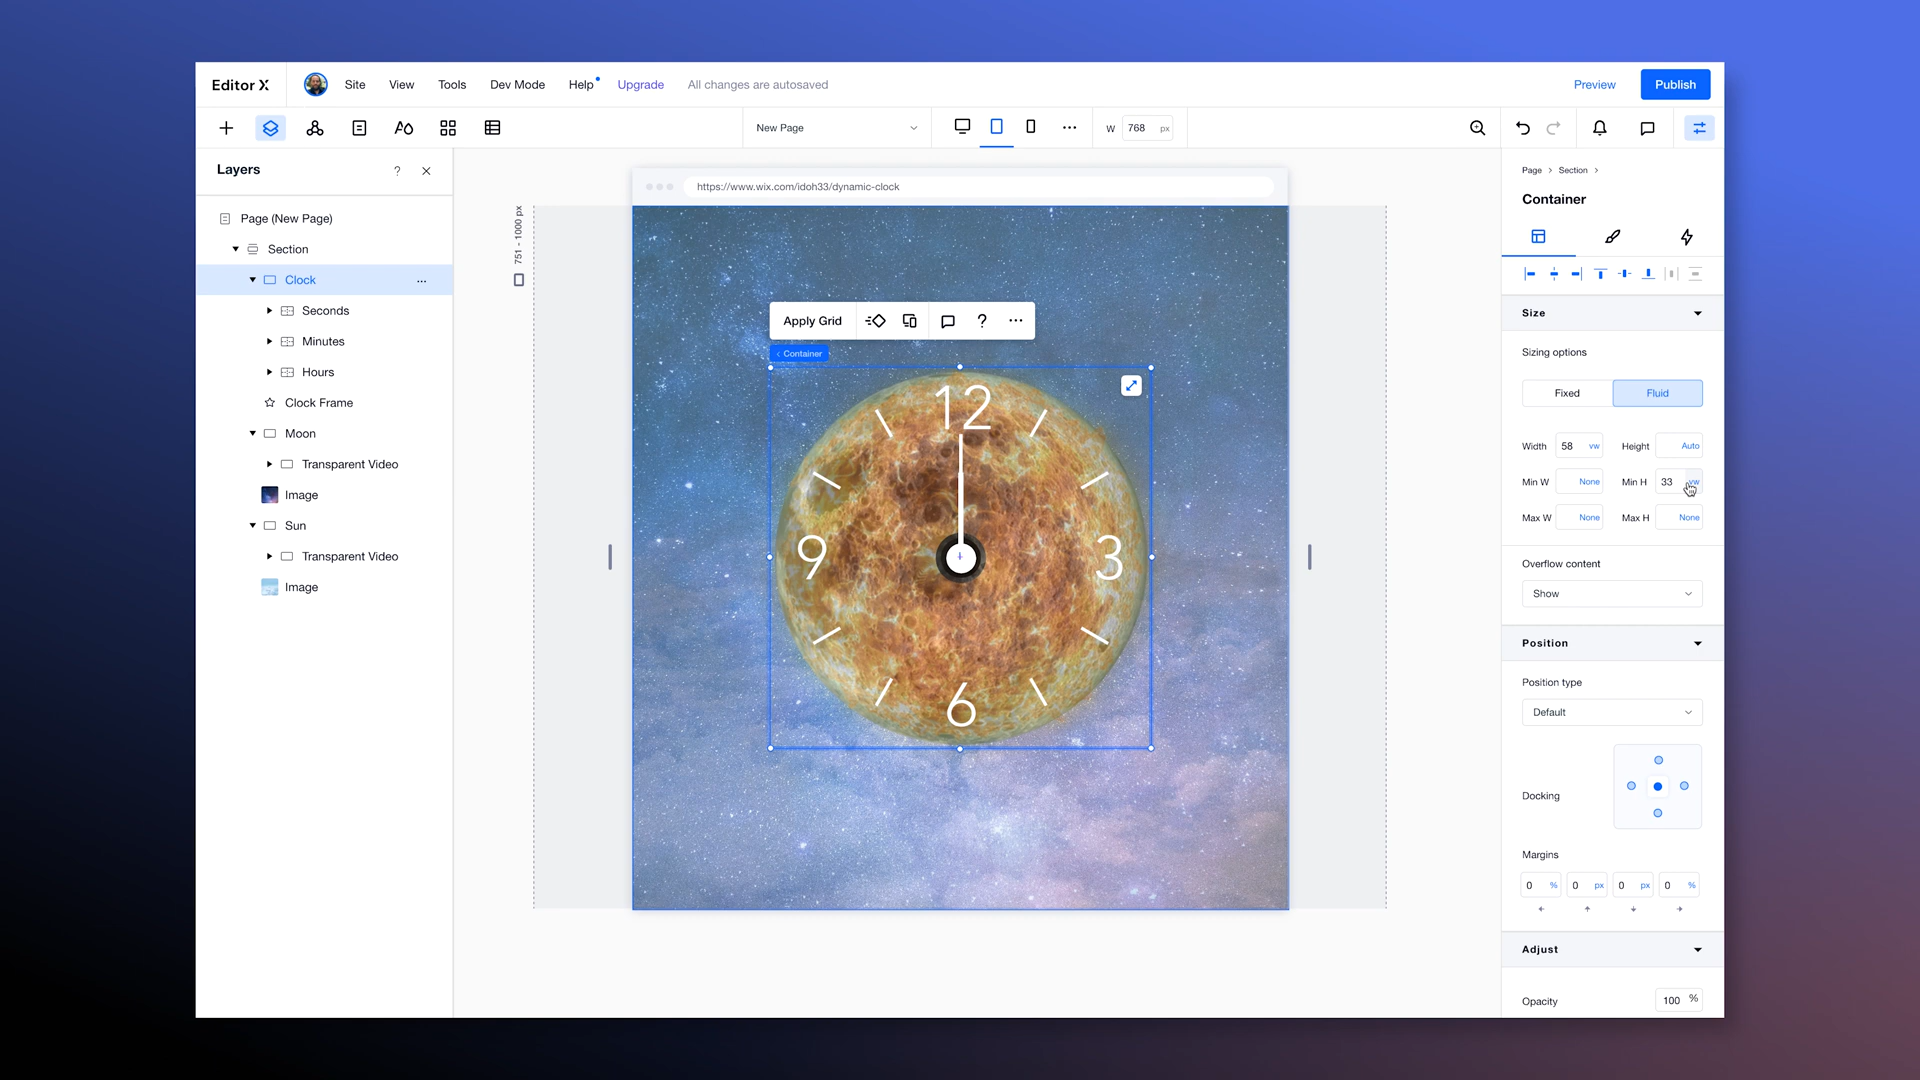 Editor X
Site
View
Tools
Dev Mode
Help
Upgrade
All changes are autosaved
Preview
Publish
New Page
W 768 px
Layers
?
Page (New Page)
Section
Clock
Seconds
Minutes
Hours
Clock Frame
Moon
Transparent Video
Image
Sun
Transparent Video
Image
751 - 1000 px
https://www.wix.com/idoh33/dynamic-clock
Apply Grid
?
< Container
12
9
3
6
Page > Section >
Container
Size
Sizing options
Fixed
Fluid
Width 58 vw Height Auto
Min W None Min H 33 vw
Max W None Max H None
Overflow content
Show
Position
Position type
Default
Docking
Margins
0 % 0 px 0 px 0 %
Adjust
Opacity 100 %